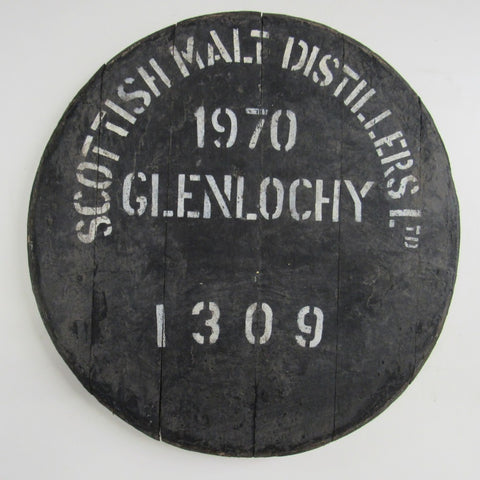 SCOTTISH MALT DISTILLERS LTD
1970
GLENLOCHY
1309